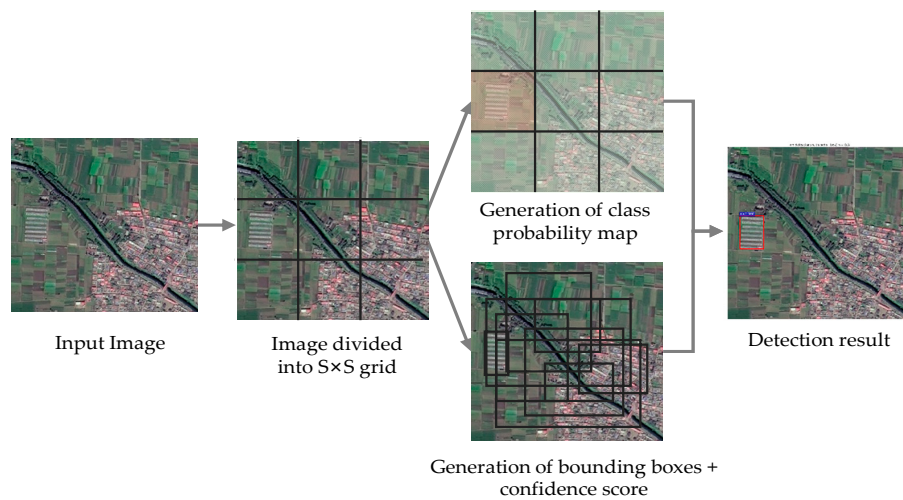 Input Image
Image divided
into S×S grid
Generation of class
probability map
Generation of bounding boxes +
confidence score
Detection result